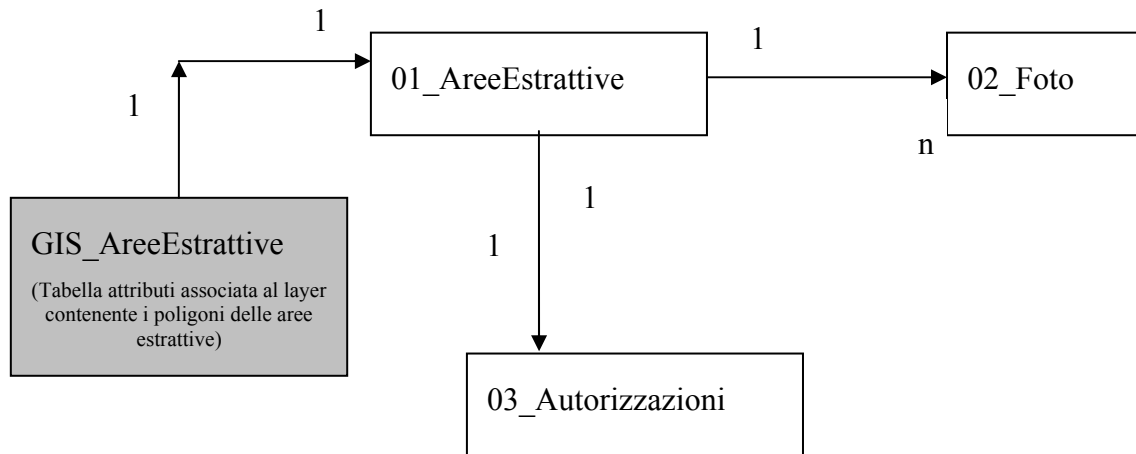 1
1
01_AreeEstrattive
1
02_Foto
1
n
1
1
GIS_AreeEstrattive
(Tabella attributi associata al layer
contenente i poligoni delle aree
estrattive)
03_Autorizzazioni